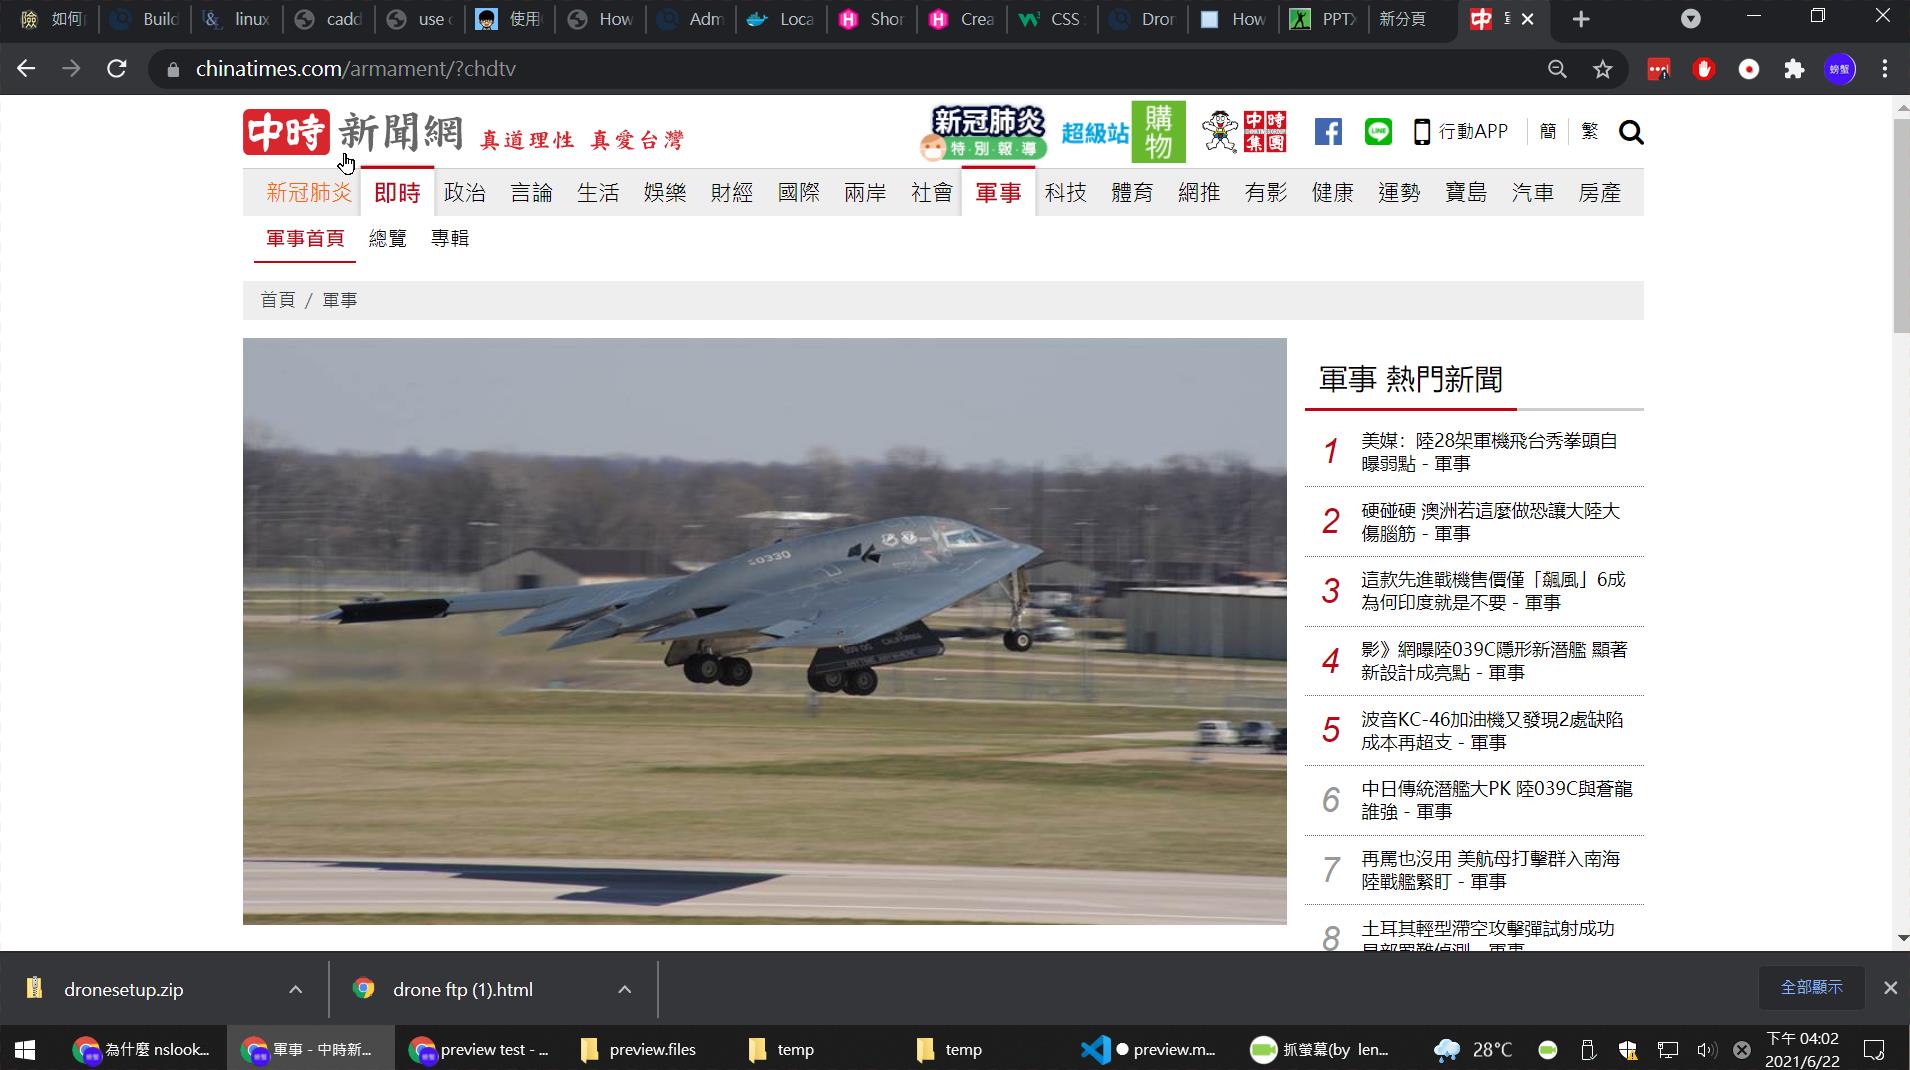 如何
Build
linux
cadd
use
使用
How
Adm
Loca
Shor
Crea
CSS
Dror
How
PPTX
新分頁
chinatimes.com/armament/?chdtv
螃蟹
中時 新聞網 真道理性 真愛台灣
新冠肺炎
特·別·報·導
超級站
購物
中時集團
行動APP
簡
繁
新冠肺炎 即時 政治 言論 生活 娛樂 財經 國際 兩岸 社會 軍事 科技 體育 網推 有影 健康 運勢 寶島 汽車 房產
軍事首頁 總覽 專輯
首頁 / 軍事
軍事 熱門新聞
1 美媒：陸28架軍機飛台秀拳頭自
曝弱點 - 軍事
2 硬碰硬 澳洲若這麼做恐讓大陸大
傷腦筋 - 軍事
3 這款先進戰機售價僅「飆風」6成
為何印度就是不要 - 軍事
4 影》網曝陸039C隱形新潛艦 顯著
新設計成亮點 - 軍事
5 波音KC-46加油機又發現2處缺陷
成本再超支 - 軍事
6 中日傳統潛艦大PK 陸039C與蒼龍
誰強 - 軍事
7 再罵也沒用 美航母打擊群入南海
陸戰艦緊盯 - 軍事
8 土耳其輕型滯空攻擊彈試射成功
0330
CALIFORNIA
509 OG
dronesetup.zip
drone ftp (1).html
全部顯示
為什麼 nslook...
軍事 - 中時新...
preview test - ...
preview.files
temp
temp
● preview.m...
抓螢幕(by len...
28°C
下午 04:02
2021/6/22